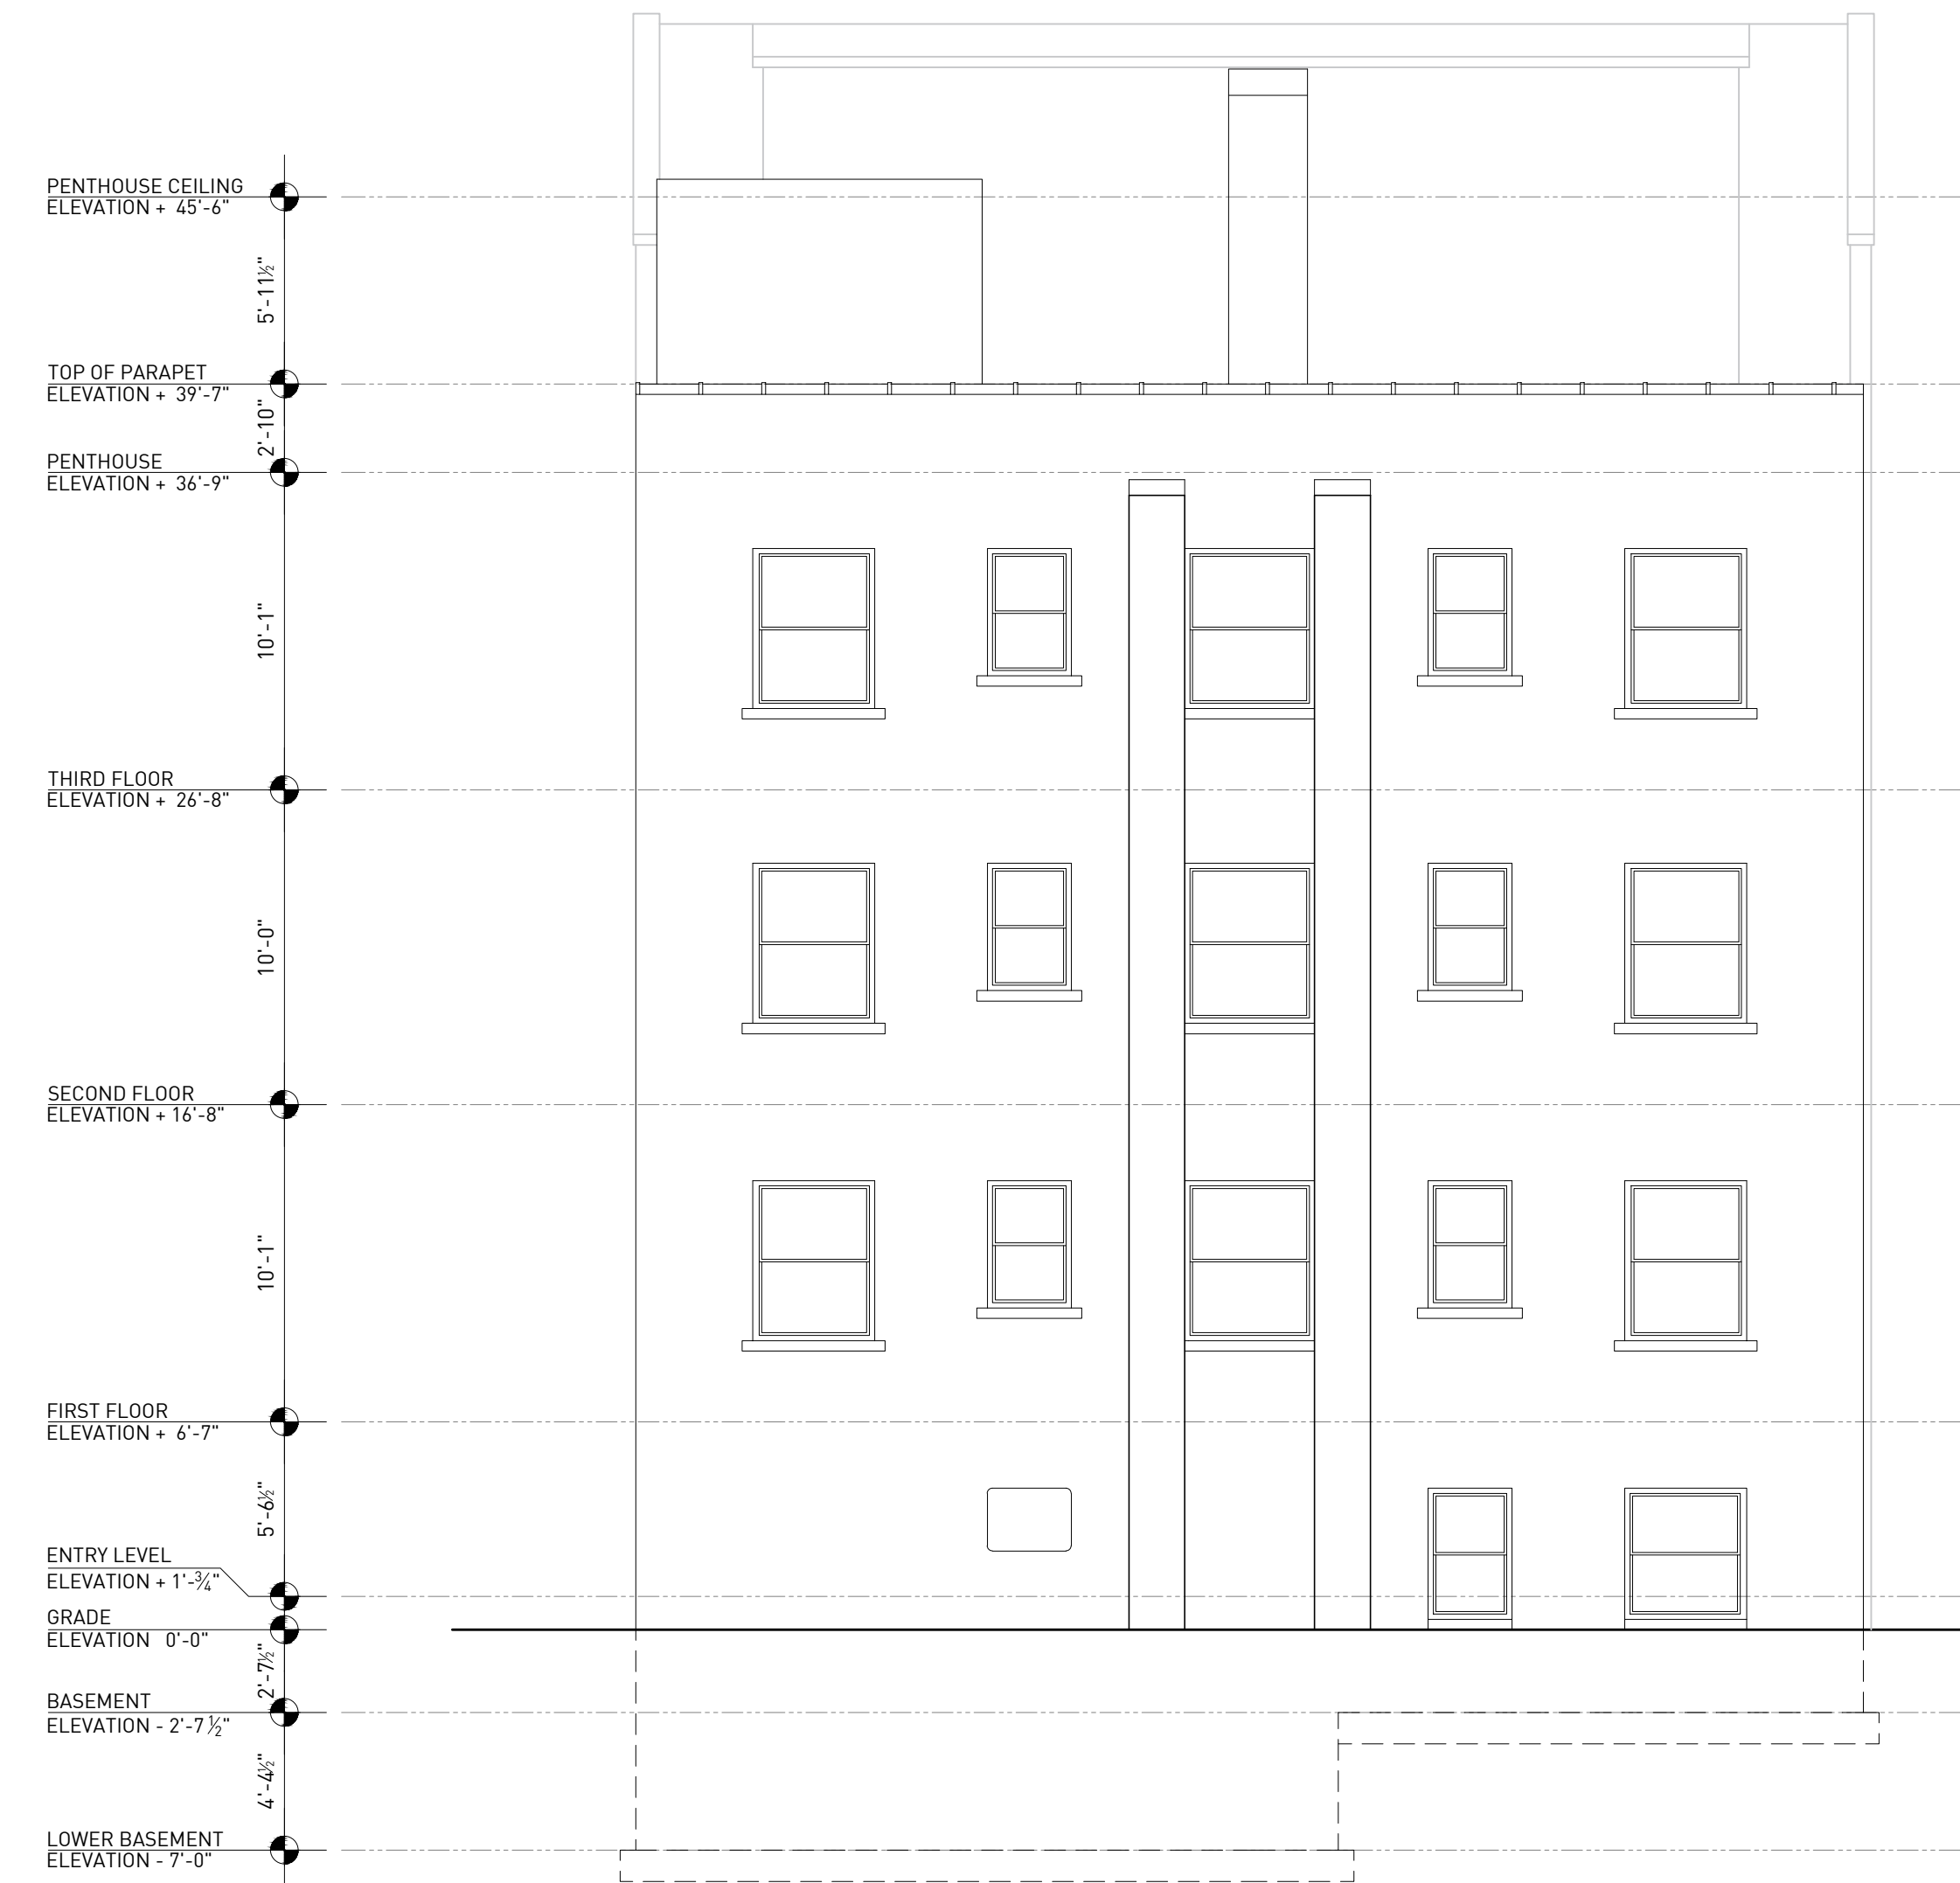 PENTHOUSE CEILING
ELEVATION + 45'-6"
5'-11½"
TOP OF PARAPET
ELEVATION + 39'-7"
2'-10"
PENTHOUSE
ELEVATION + 36'-9"
10'-1"
THIRD FLOOR
ELEVATION + 26'-8"
10'-0"
SECOND FLOOR
ELEVATION + 16'-8"
10'-1"
FIRST FLOOR
ELEVATION + 6'-7"
5'-6½"
ENTRY LEVEL
ELEVATION + 1'-¾"
GRADE
ELEVATION 0'-0"
2'-7½"
BASEMENT
ELEVATION - 2'-7½"
4'-4½"
LOWER BASEMENT
ELEVATION - 7'-0"